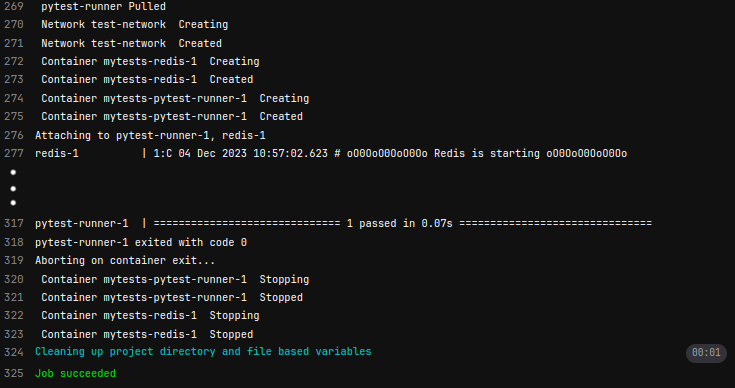 269 pytest-runner Pulled
270 Network test-network  Creating
271 Network test-network  Created
272 Container mytests-redis-1  Creating
273 Container mytests-redis-1  Created
274 Container mytests-pytest-runner-1  Creating
275 Container mytests-pytest-runner-1  Created
276 Attaching to pytest-runner-1, redis-1
277 redis-1          | 1:C 04 Dec 2023 10:57:02.623 # oO0OoO0OoO0Oo Redis is starting oO0OoO0OoO0Oo
317 pytest-runner-1  | ============================== 1 passed in 0.07s ===============================
318 pytest-runner-1 exited with code 0
319 Aborting on container exit...
320 Container mytests-pytest-runner-1  Stopping
321 Container mytests-pytest-runner-1  Stopped
322 Container mytests-redis-1  Stopping
323 Container mytests-redis-1  Stopped
324 Cleaning up project directory and file based variables 00:01
325 Job succeeded